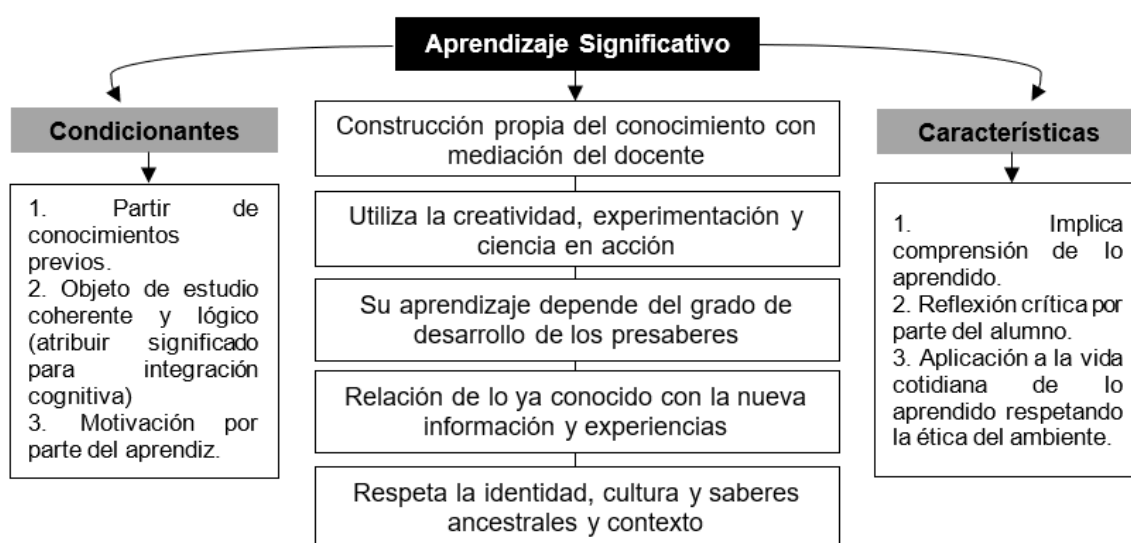 Aprendizaje Significativo
Condicionantes
1. Partir de
conocimientos
previos.
2. Objeto de estudio
coherente y lógico
(atribuir significado
para integración
cognitiva)
3. Motivación por
parte del aprendiz.
Construcción propia del conocimiento con
mediación del docente
Utiliza la creatividad, experimentación y
ciencia en acción
Su aprendizaje depende del grado de
desarrollo de los presaberes
Relación de lo ya conocido con la nueva
información y experiencias
Respeta la identidad, cultura y saberes
ancestrales y contexto
Características
1. Implica
comprensión de lo
aprendido.
2. Reflexión crítica por
parte del alumno.
3. Aplicación a la vida
cotidiana de lo
aprendido respetando
la ética del ambiente.